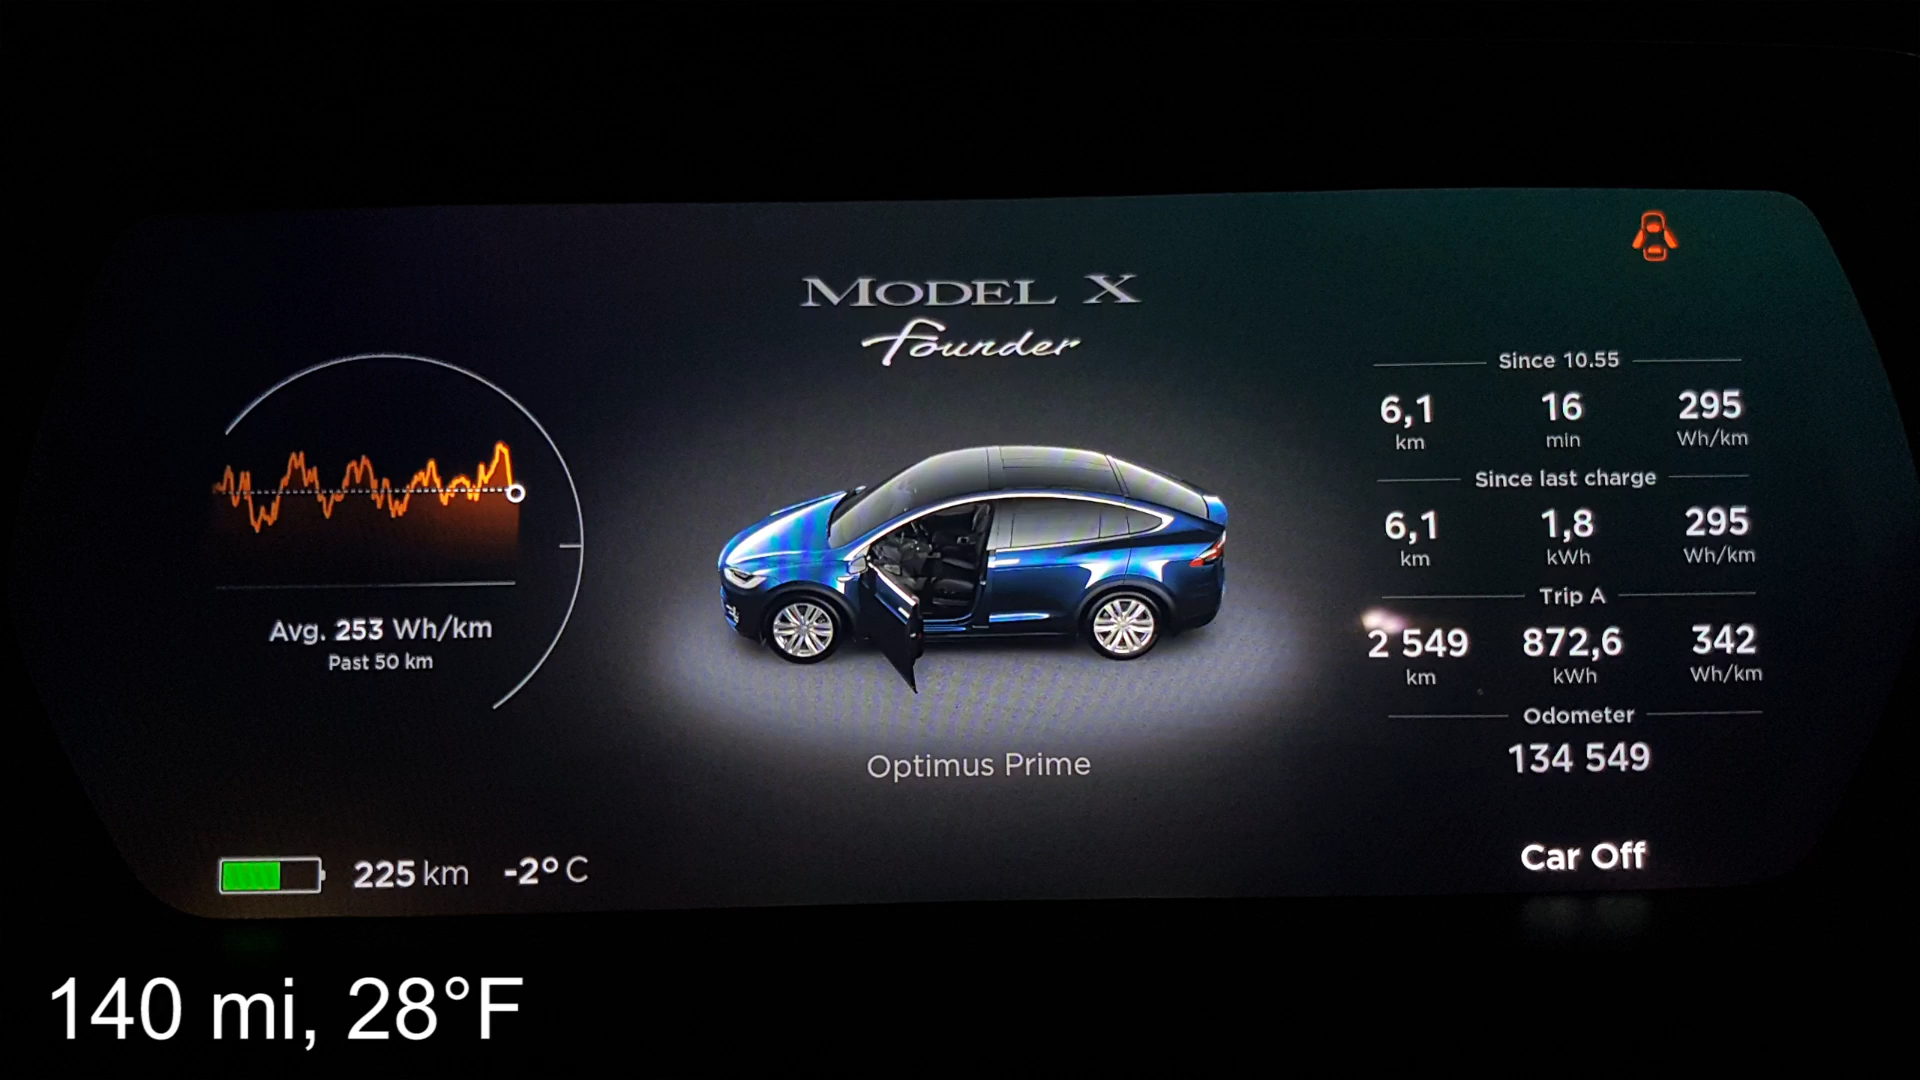 MODEL X
Founder
Since 10.55
6,1 16 295
km min Wh/km
Since last charge
6,1 1,8 295
km kWh Wh/km
Trip A
2 549 872,6 342
km kWh Wh/km
Odometer
134 549
Avg. 253 Wh/km
Past 50 km
Optimus Prime
Car Off
225 km -2° C
140 mi, 28°F